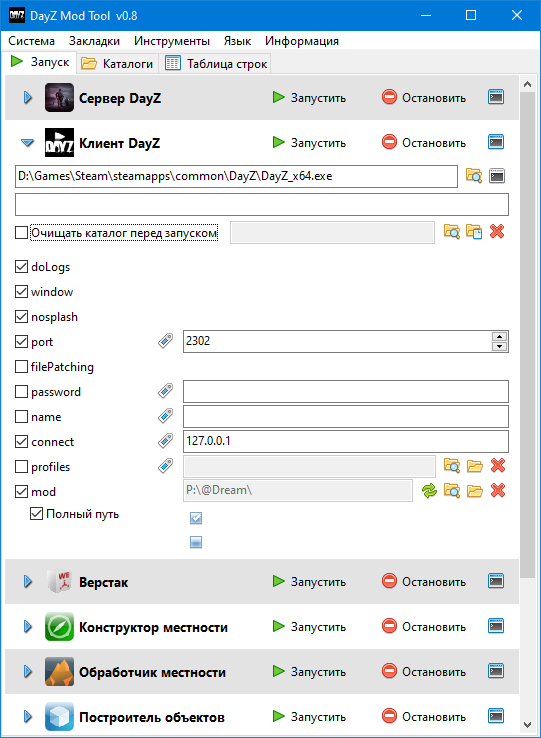 DayZ Mod Tool v0.8
Система Закладки Инструменты Язык Информация
Запуск Каталоги Таблица строк
Сервер DayZ Запустить Остановить
Клиент DayZ Запустить Остановить
D:\Games\Steam\steamapps\common\DayZ\DayZ_x64.exe
Очищать каталог перед запуском
doLogs
window
nosplash
port 2302
filePatching
password
name
connect 127.0.0.1
profiles
mod P:\@Dream\
Полный путь
Верстак Запустить Остановить
Конструктор местности Запустить Остановить
Обработчик местности Запустить Остановить
Построитель объектов Запустить Остановить